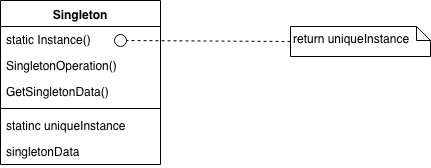 Singleton
static Instance()
return uniqueInstance
SingletonOperation()
GetSingletonData()
statinc uniqueInstance
singletonData